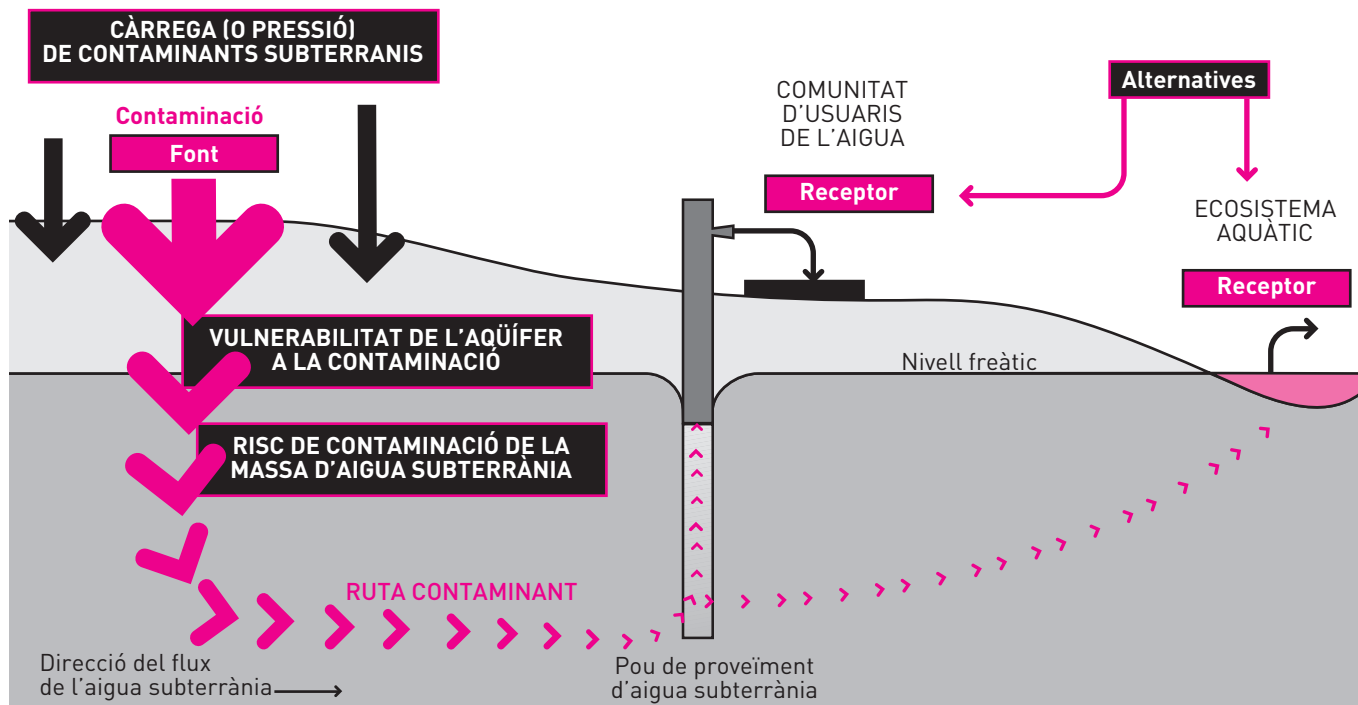 CÀRREGA (O PRESSIÓ)
DE CONTAMINANTS SUBTERRANIS
Contaminació
Font
COMUNITAT
D'USUARIS
DE L'AIGUA
Receptor
Alternatives
ECOSISTEMA
AQUÀTIC
Receptor
VULNERABILITAT DE L'AQÜÍFER
A LA CONTAMINACIÓ
Nivell freàtic
RISC DE CONTAMINACIÓ DE LA
MASSA D'AIGUA SUBTERRÀNIA
RUTA CONTAMINANT
Direcció del flux
de l'aigua subterrània
Pou de proveïment
d'aigua subterrània